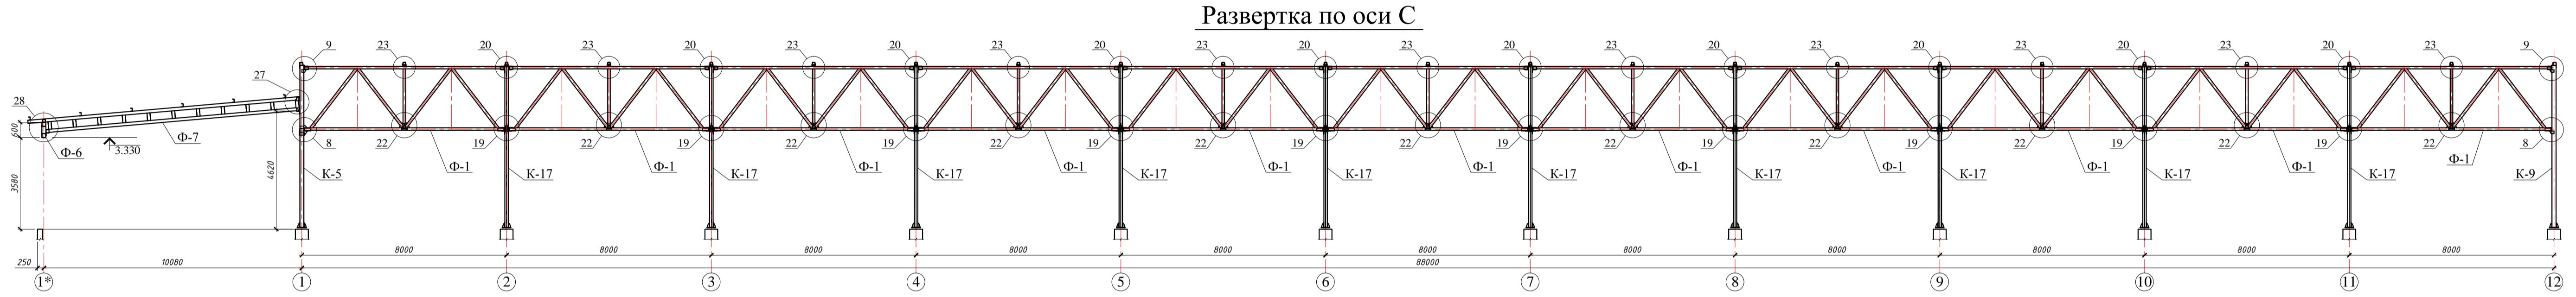 Развертка по оси С
9 23 20 23 20 23 20 23 20 23 20 23 20 23 20 23 20 23 20 23 20 23 9
27
28
600
Ф-6
Ф-7
3.330
8 22 19 22 19 22 19 22 19 22 19 22 19 22 19 22 19 22 19 22 19 22 8
Ф-1 Ф-1 Ф-1 Ф-1 Ф-1 Ф-1 Ф-1 Ф-1 Ф-1 Ф-1 Ф-1
3580
4620
К-5 К-17 К-17 К-17 К-17 К-17 К-17 К-17 К-17 К-17 К-17 К-9
8000 8000 8000 8000 8000 8000 8000 8000 8000 8000 8000
250 10080 88000
1* 1 2 3 4 5 6 7 8 9 10 11 12